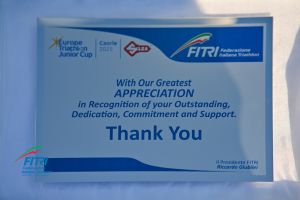 Europe
Triathlon
Junior Cup
Caorle
2025
FITRI
Federazione
Italiana Triathlon
With Our Greatest
APPRECIATION
in Recognition of your Outstanding,
Dedication, Commitment and Support.
Thank You
Il Presidente FITRI
Riccardo Giubilei
FITRI